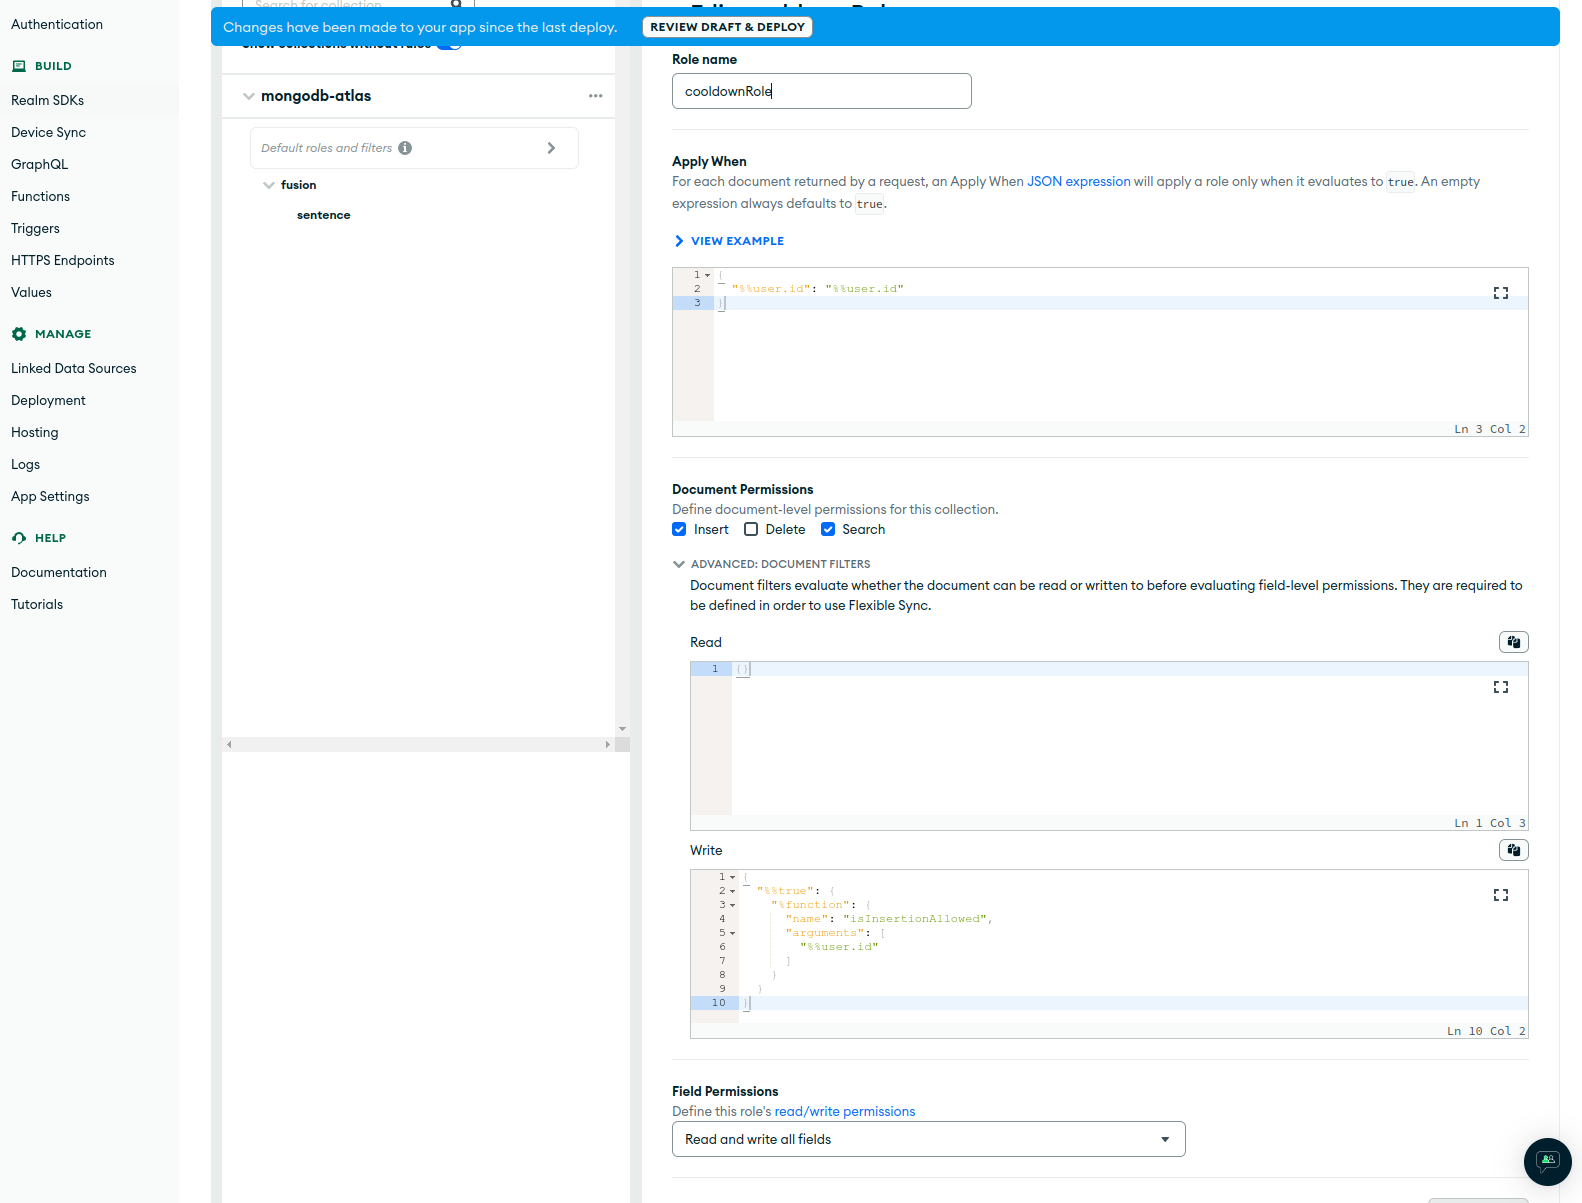 Authentication
BUILD
Realm SDKs
Device Sync
GraphQL
Functions
Triggers
HTTPS Endpoints
Values
MANAGE
Linked Data Sources
Deployment
Hosting
Logs
App Settings
HELP
Documentation
Tutorials
Search for collection
Changes have been made to your app since the last deploy.
REVIEW DRAFT & DEPLOY
Show collections without rules
mongodb-atlas
Default roles and filters
fusion
sentence
Role name
cooldownRole
Apply When
For each document returned by a request, an Apply When JSON expression will apply a role only when it evaluates to true. An empty
expression always defaults to true.
VIEW EXAMPLE
1 {
2 "%%user.id": "%%user.id"
3 }
Ln 3 Col 2
Document Permissions
Define document-level permissions for this collection.
Insert Delete Search
ADVANCED: DOCUMENT FILTERS
Document filters evaluate whether the document can be read or written to before evaluating field-level permissions. They are required to
be defined in order to use Flexible Sync.
Read
1 {}
Ln 1 Col 3
Write
1 {
2 "%%true": {
3 "%function": {
4 "name": "isInsertionAllowed",
5 "arguments": [
6 "%%user.id"
7 ]
8 }
9 }
10 }
Ln 10 Col 2
Field Permissions
Define this role's read/write permissions
Read and write all fields